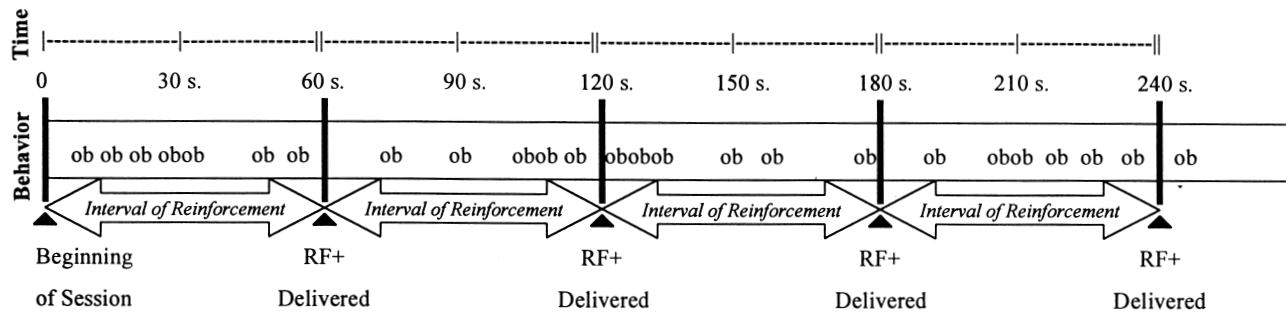 Time
0 30 s. 60 s. 90 s. 120 s. 150 s. 180 s. 210 s. 240 s.
Behavior
ob ob ob obob ob ob ob ob obob ob obobob ob ob ob ob obob ob ob ob ob
Interval of Reinforcement Interval of Reinforcement Interval of Reinforcement Interval of Reinforcement
Beginning RF+ RF+ RF+ RF+
of Session Delivered Delivered Delivered Delivered